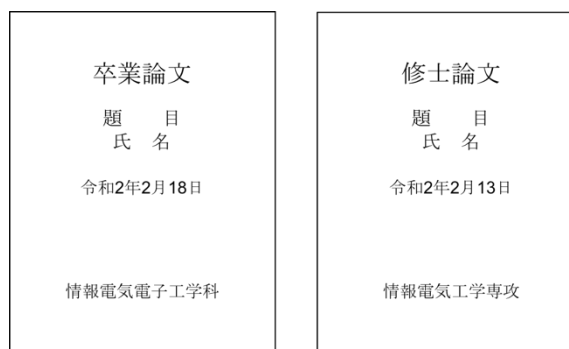 卒業論文
題　　目
氏　名
令和2年2月18日
情報電気電子工学科
修士論文
題　　目
氏　名
令和2年2月13日
情報電気工学専攻